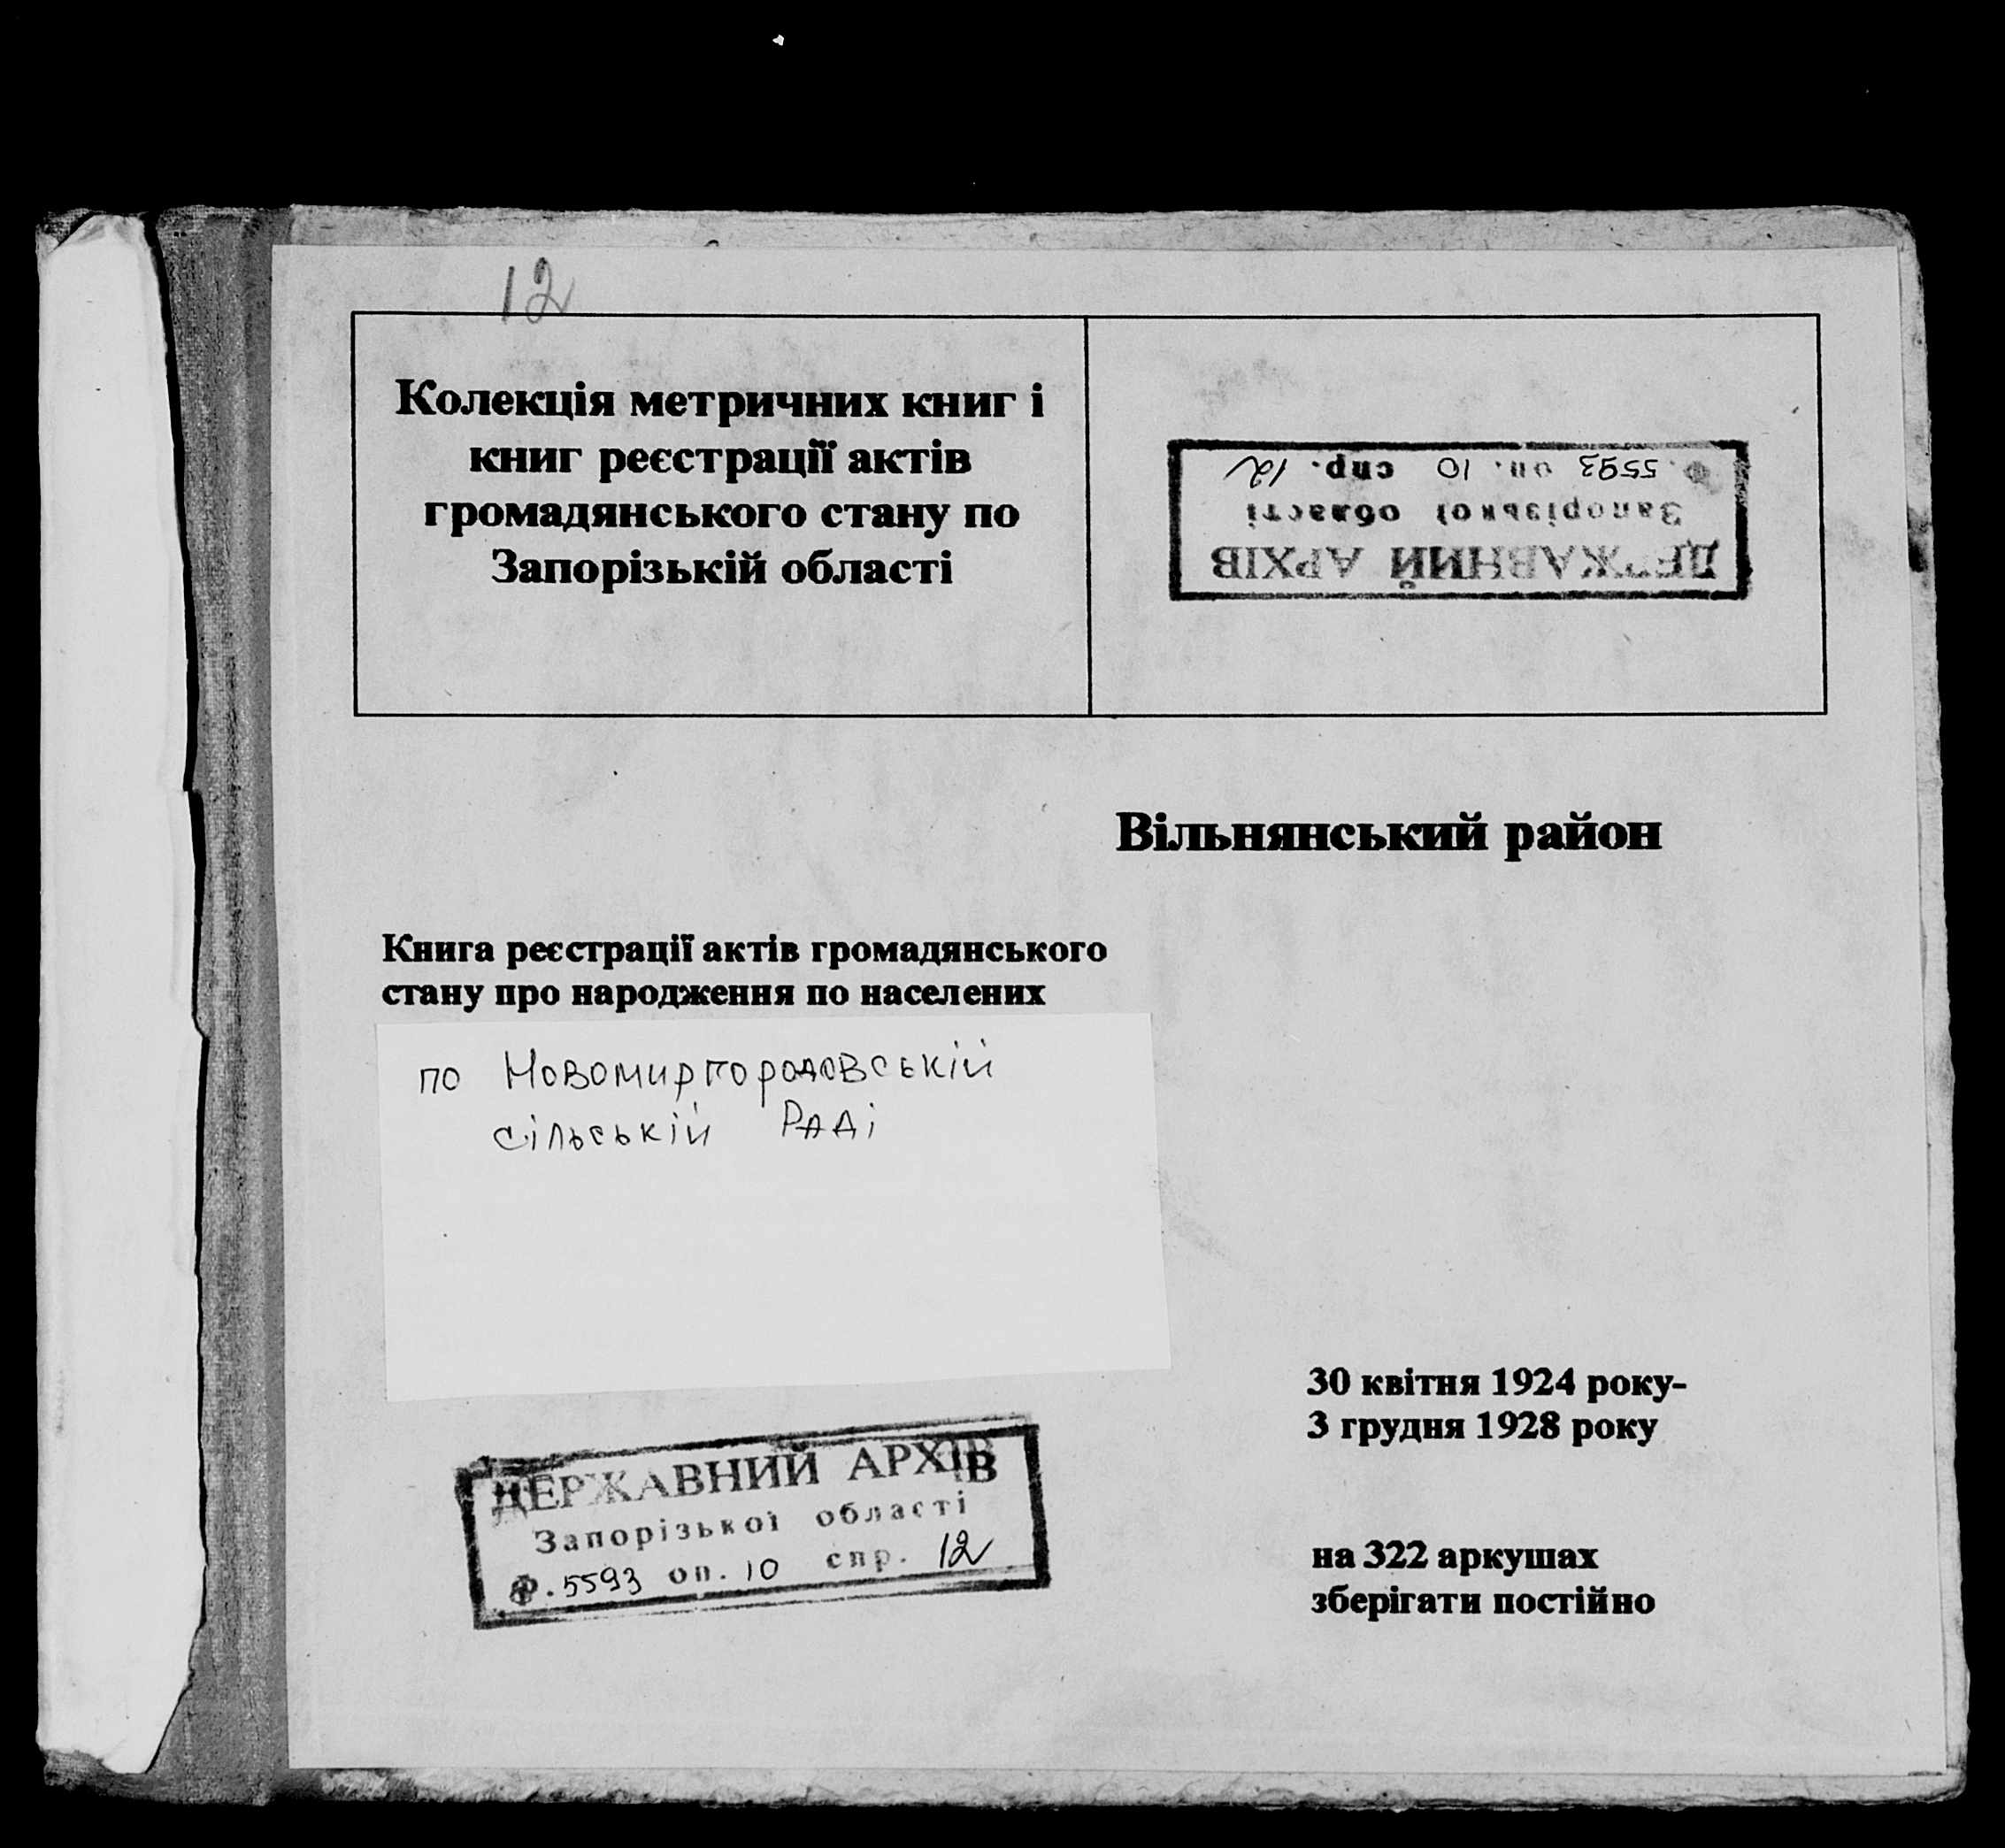 12
Колекція метричних книг і
книг реєстрації актів
громадянського стану по
Запорізькій області
ДЕРЖАВНИЙ АРХІВ
Запорізької області
Ф. 5593 оп. 10 спр. 12
Вільнянський район
Книга реєстрації актів громадянського
стану про народження по населених
по Новомиргородовській
сільській Раді
30 квітня 1924 року-
3 грудня 1928 року
ДЕРЖАВНИЙ АРХІВ
Запорізької області
Ф. 5593 оп. 10 спр. 12
на 322 аркушах
зберігати постійно